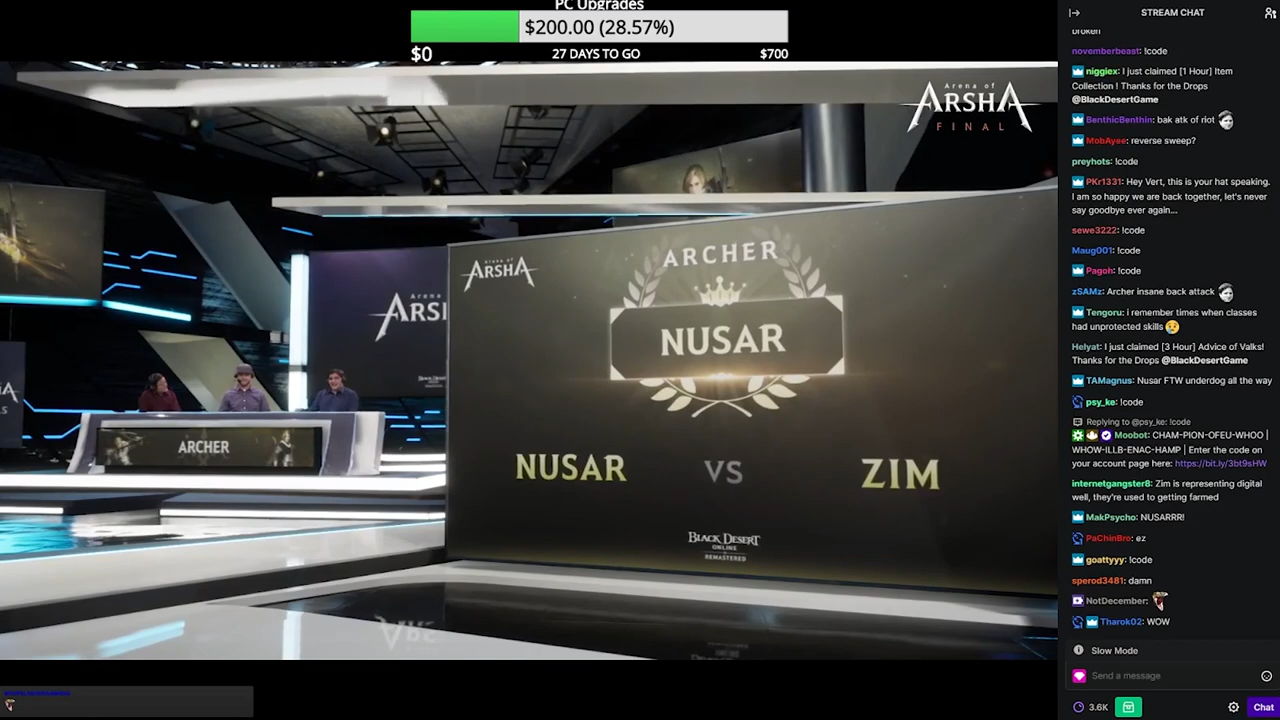 PC Upgrades
$200.00 (28.57%)
$0
27 DAYS TO GO
$700
Arena of
ARSHA
FINAL
Arena of
ARSHA
ARCHER
NUSAR
NUSAR
VS
ZIM
BLACK DESERT
ONLINE
REMASTERED
Arena
ARS
ARCHER
STREAM CHAT
broken
novemberbeast: !code
niggiex: I just claimed [1 Hour] Item
Collection ! Thanks for the Drops
@BlackDesertGame
BenthicBenthin: bak atk of riot
MobAyee: reverse sweep?
preyhots: !code
PKr1331: Hey Vert, this is your hat speaking.
I am so happy we are back together, let's never
say goodbye ever again...
sewe3222: !code
Maug001: !code
Pagoh: !code
zSAMz: Archer insane back attack
Tengoru: i remember times when classes
had unprotected skills 😥
Helyat: I just claimed [3 Hour] Advice of Valks!
Thanks for the Drops @BlackDesertGame
TAMagnus: Nusar FTW underdog all the way
psy_ke: !code
Replying to @psy_ke: !code
Moobot: CHAM-PION-OFEU-WHOO |
WHOW-ILLB-ENAC-HAMP | Enter the code on
your account page here: https://bit.ly/3bt9sHW
internetgangster8: Zim is representing digital
well, they're used to getting farmed
MakPsycho: NUSARRR!
PaChinBro: ez
goattyyy: !code
sperod3481: damn
NotDecember:
Tharok02: WOW
Slow Mode
Send a message
3.6K
Chat